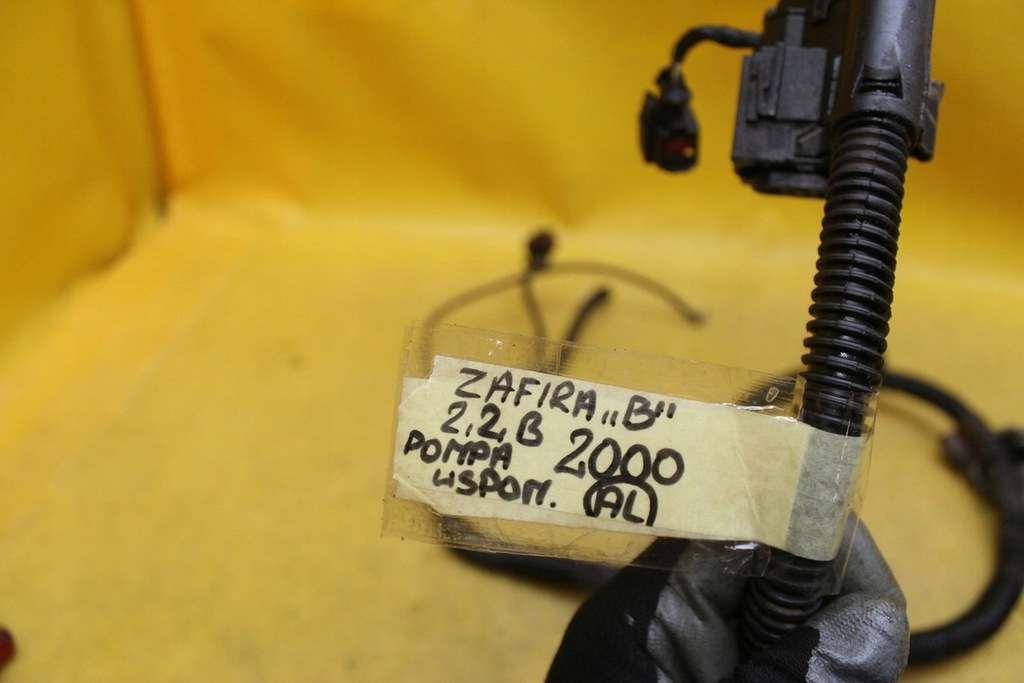 ZAFIRA „B"
2,2 B 2000
POMPA
WSPOM. AL